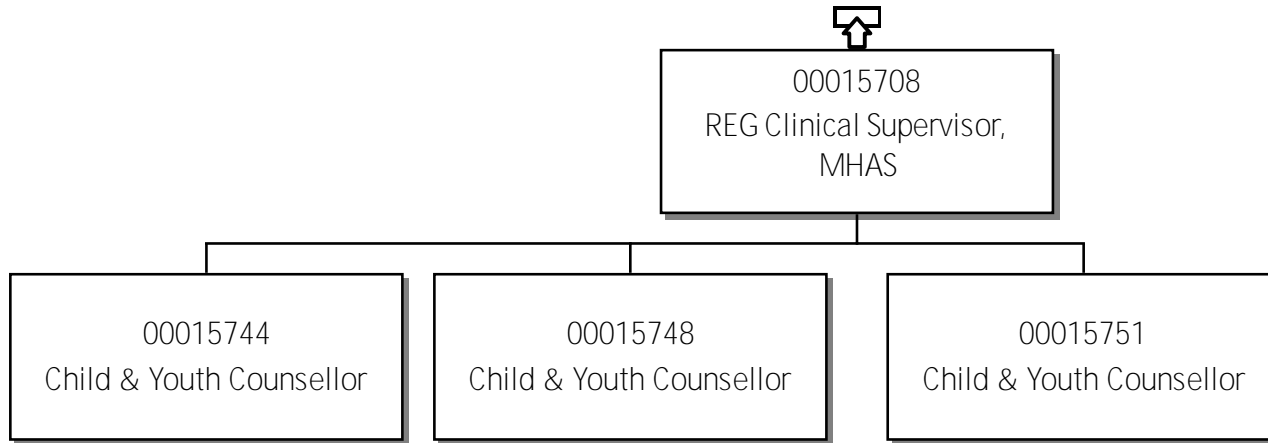 00015708
REG Clinical Supervisor,
MHAS
00015744
Child & Youth Counsellor
00015748
Child & Youth Counsellor
00015751
Child & Youth Counsellor